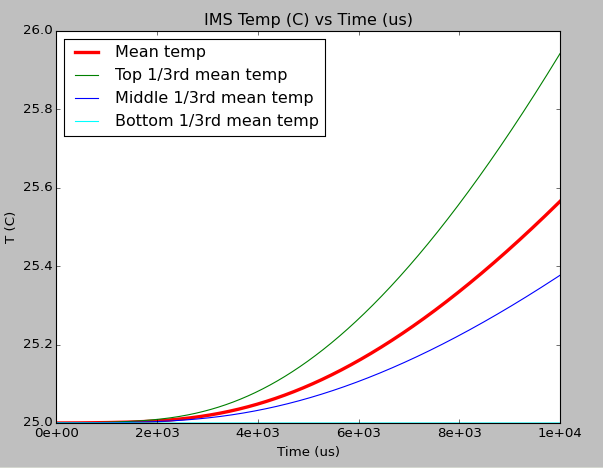 IMS Temp (C) vs Time (us)
26.0
25.8
25.6
25.4
25.2
25.0
T (C)
Mean temp
Top 1/3rd mean temp
Middle 1/3rd mean temp
Bottom 1/3rd mean temp
0e+00 2e+03 4e+03 6e+03 8e+03 1e+04
Time (us)